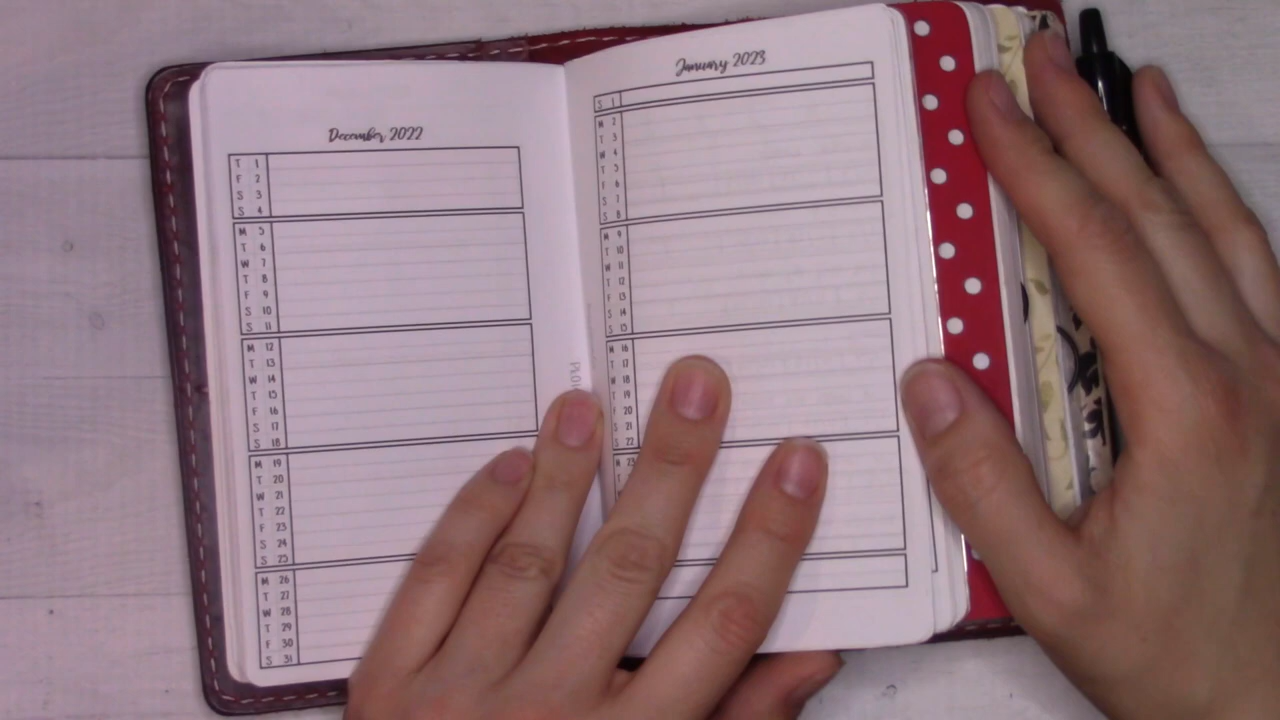 December 2022
T 1
F 2
S 3
S 4
M 5
T 6
W 7
T 8
F 9
S 10
S 11
M 12
T 13
W 14
T 15
F 16
S 17
S 18
M 19
T 20
W 21
T 22
F 23
S 24
S 25
M 26
T 27
W 28
T 29
F 30
S 31
January 2023
S 1
M 2
T 3
W 4
T 5
F 6
S 7
S 8
M 9
T 10
W 11
T 12
F 13
S 14
S 15
M 16
T 17
W 18
T 19
F 20
S 21
S 22
M 23
T